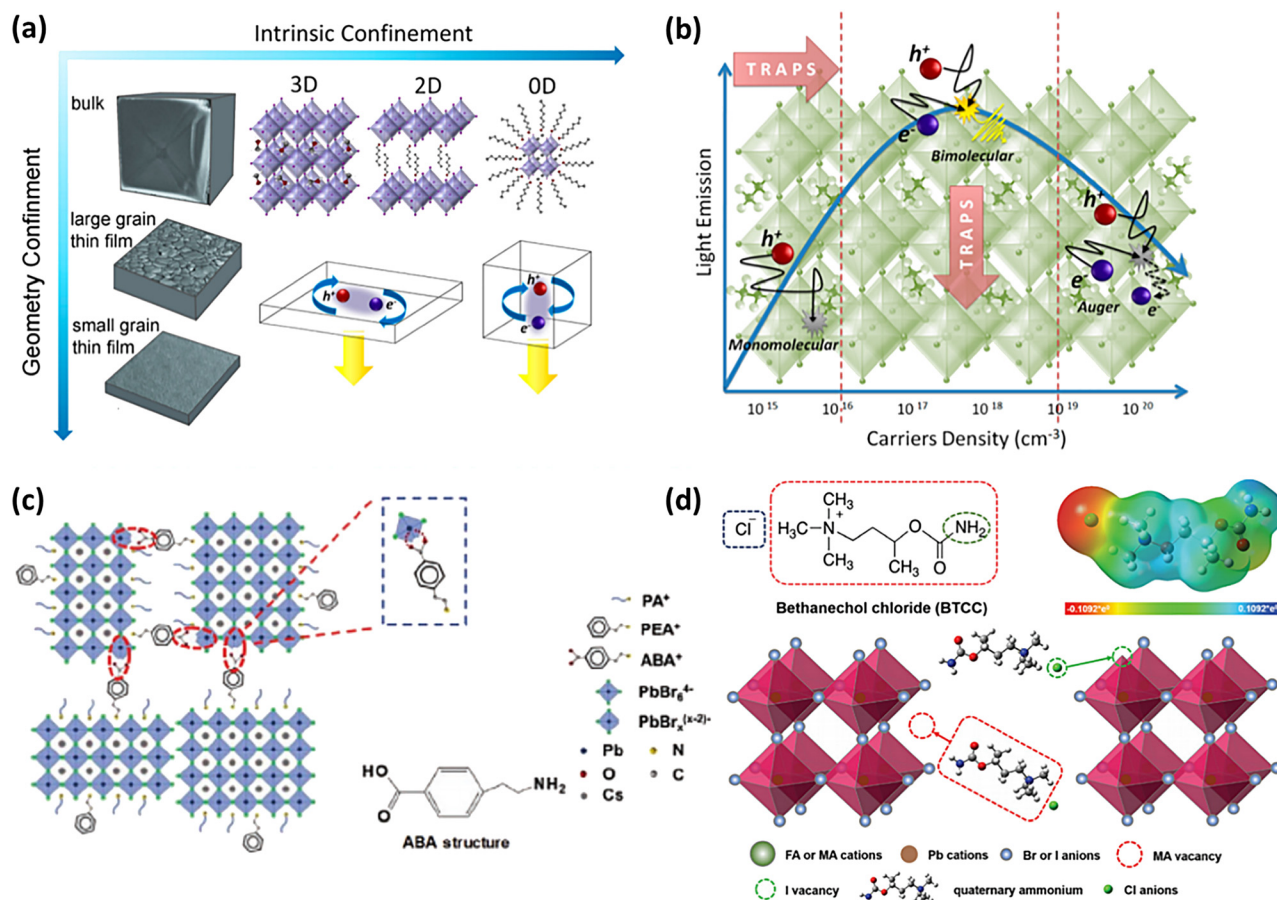 (a)
Intrinsic Confinement
Geometry Confinment
bulk
3D
2D
0D
large grain
thin film
small grain
thin film
h+
e-
h+
e-
(b)
Light Emission
TRAPS
h+
e-
Bimolecular
TRAPS
h+
Monomolecular
h+
e-
Auger
e-
10^15
10^16
10^17
10^18
10^19
10^20
Carriers Density (cm^-3)
(c)
PA+
PEA+
ABA+
PbBr6^4-
PbBrx^(x-2)-
Pb
N
O
C
Cs
HO
O
NH2
ABA structure
(d)
Cl-
CH3
H3C
N+
CH3
O
NH2
CH3
O
Bethanechol chloride (BTCC)
-0.1092*e^0
0.1092*e^0
FA or MA cations
Pb cations
Br or I anions
MA vacancy
I vacancy
quaternary ammonium
Cl anions